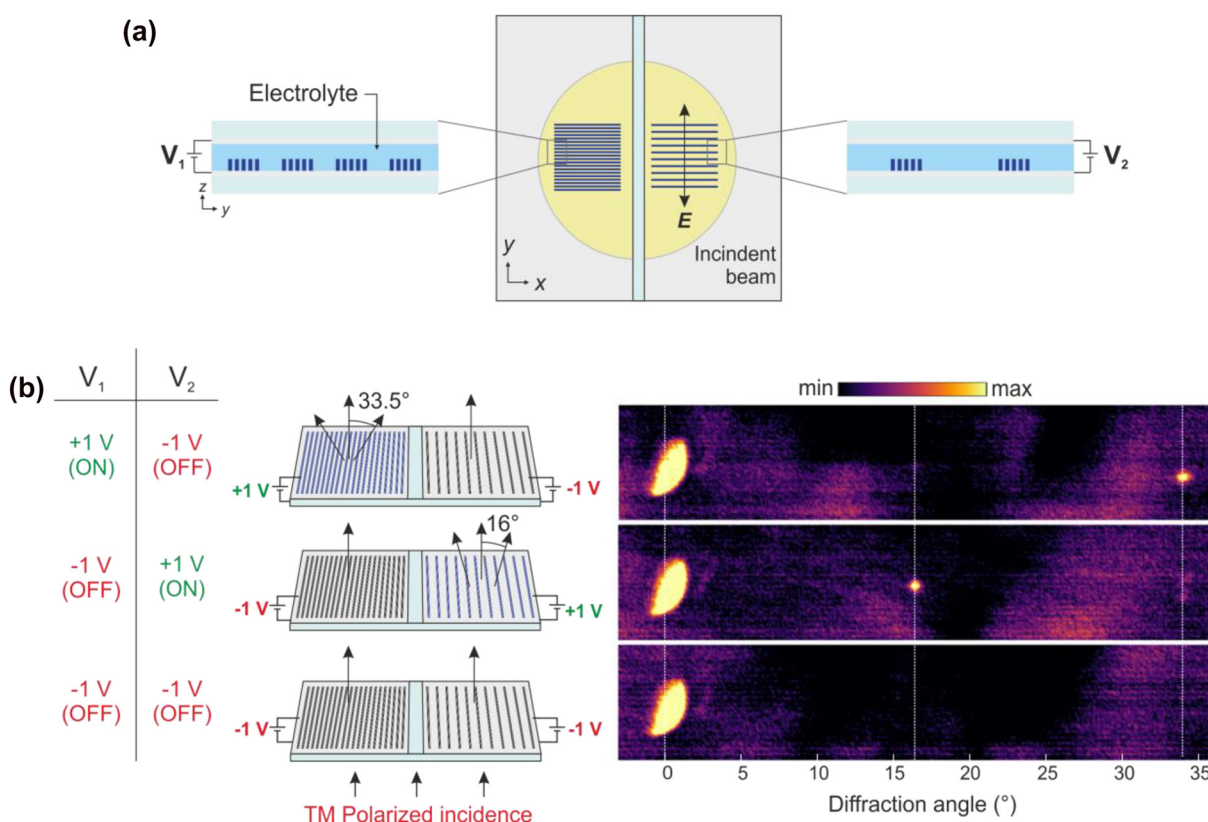 (a)
Electrolyte
V1
z
y
E
y
x
Incindent
beam
V2
(b)
V1 V2
+1 V
(ON)
-1 V
(OFF)
33.5°
+1 V
-1 V
-1 V
(OFF)
+1 V
(ON)
16°
-1 V
+1 V
-1 V
(OFF)
-1 V
(OFF)
-1 V
-1 V
TM Polarized incidence
min max
0 5 10 15 20 25 30 35
Diffraction angle (°)